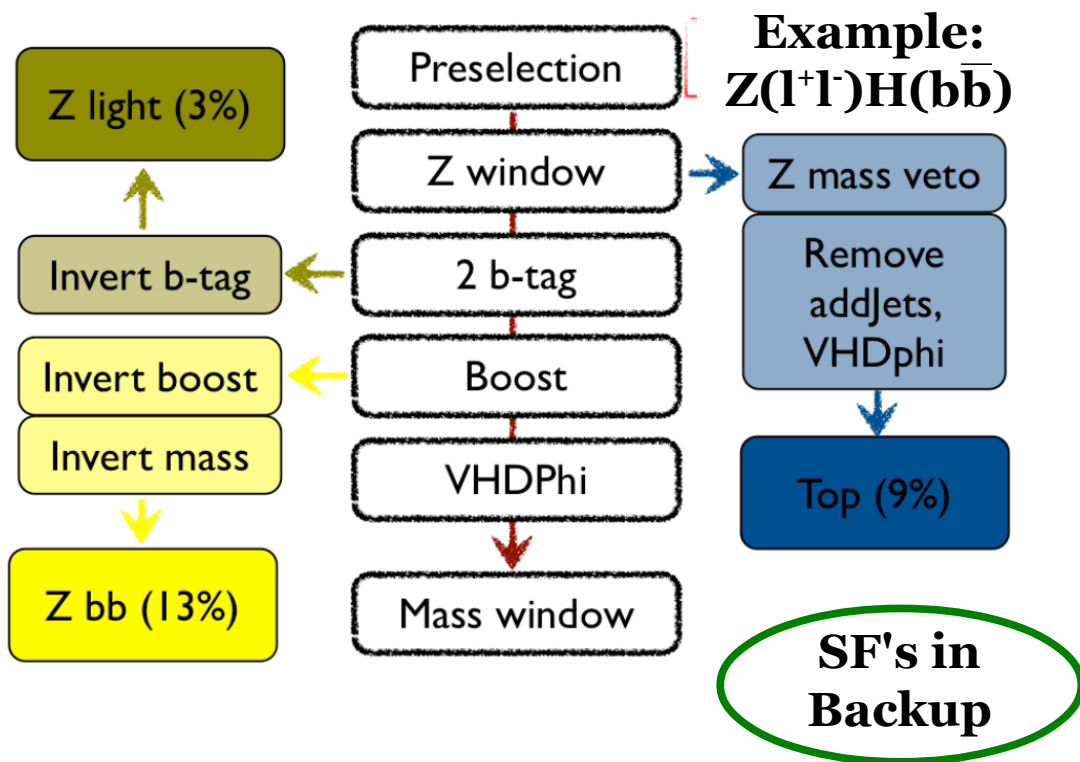 Example:
Z(l⁺l⁻)H(bb̅)
Preselection
Z light (3%)
Z window
Z mass veto
Invert b-tag
2 b-tag
Remove
addJets,
VHDphi
Invert boost
Boost
Invert mass
VHDPhi
Top (9%)
Z bb (13%)
Mass window
SF's in
Backup